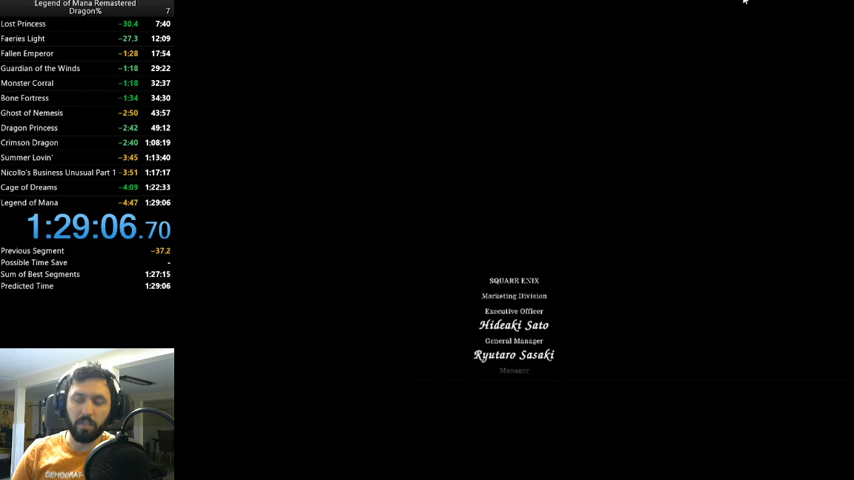 Legend of Mana Remastered
Dragon% 7
Lost Princess -30.4 7:40
Faeries Light -27.3 12:09
Fallen Emperor -1:28 17:54
Guardian of the Winds -1:18 29:22
Monster Corral -1:18 32:37
Bone Fortress -1:34 34:30
Ghost of Nemesis -2:50 43:57
Dragon Princess -2:42 49:12
Crimson Dragon -2:40 1:08:19
Summer Lovin' -3:45 1:13:40
Nicollo's Business Unusual Part 1 -3:51 1:17:17
Cage of Dreams -4:09 1:22:33
Legend of Mana -4:47 1:29:06
1:29:06.70
Previous Segment -37.2
Possible Time Save -
Sum of Best Segments 1:27:15
Predicted Time 1:29:06
SQUARE ENIX
Marketing Division
Executive Officer
Hideaki Sato
General Manager
Ryutaro Sasaki
Manager
DEMOCRAT